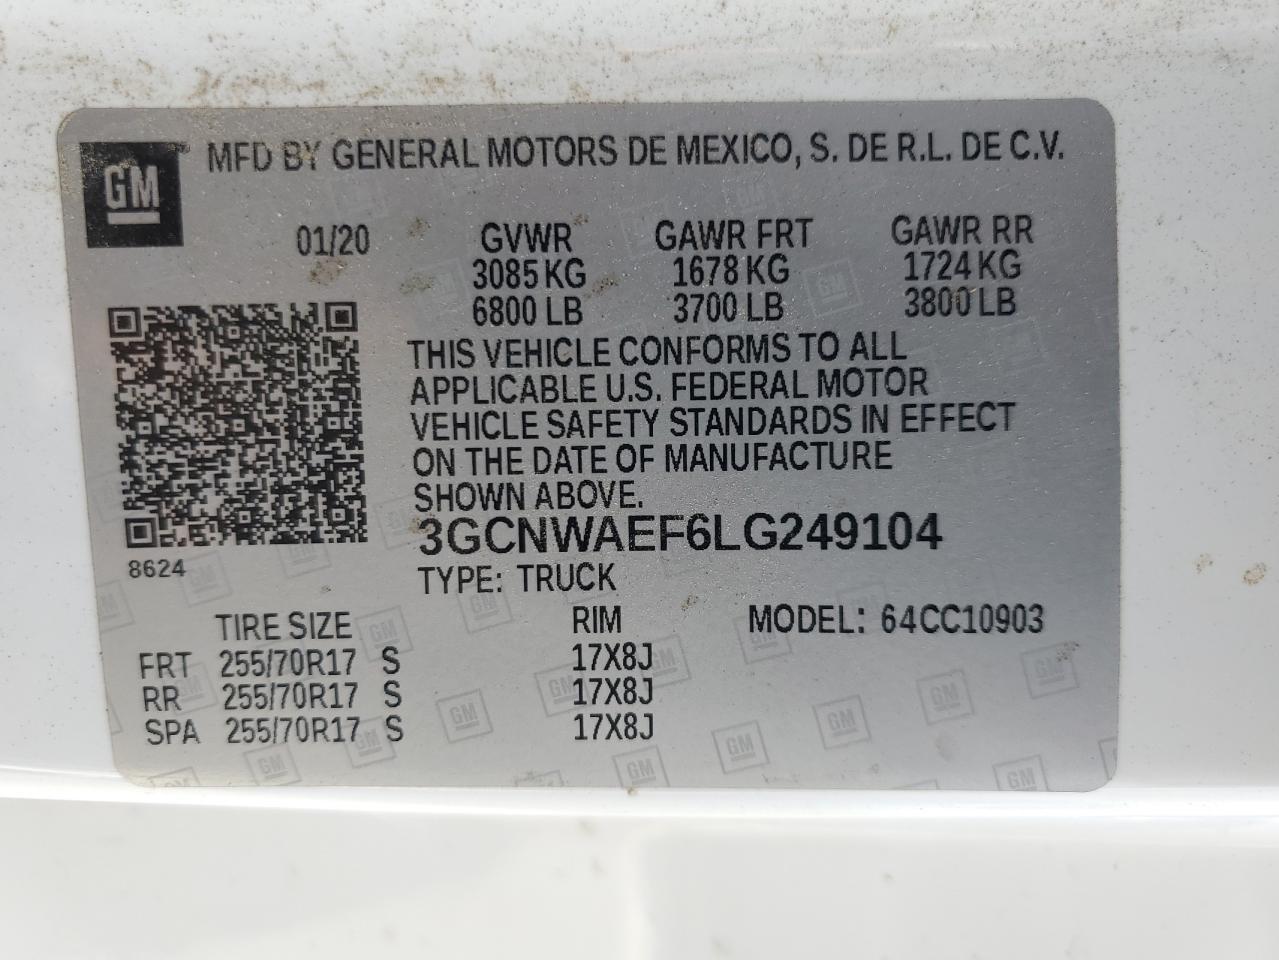 GM MFD BY GENERAL MOTORS DE MEXICO, S. DE R.L. DE C.V.
01/20 GVWR GAWR FRT GAWR RR
3085 KG 1678 KG 1724 KG
6800 LB 3700 LB 3800 LB
THIS VEHICLE CONFORMS TO ALL
APPLICABLE U.S. FEDERAL MOTOR
VEHICLE SAFETY STANDARDS IN EFFECT
ON THE DATE OF MANUFACTURE
SHOWN ABOVE.
3GCNWAEF6LG249104
8624
TYPE: TRUCK
TIRE SIZE RIM MODEL: 64CC10903
FRT 255/70R17 S 17X8J
RR 255/70R17 S 17X8J
SPA 255/70R17 S 17X8J